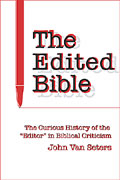 The
Edited
Bible
The Curious History of the
"Editor" in Biblical Criticism
John Van Seters